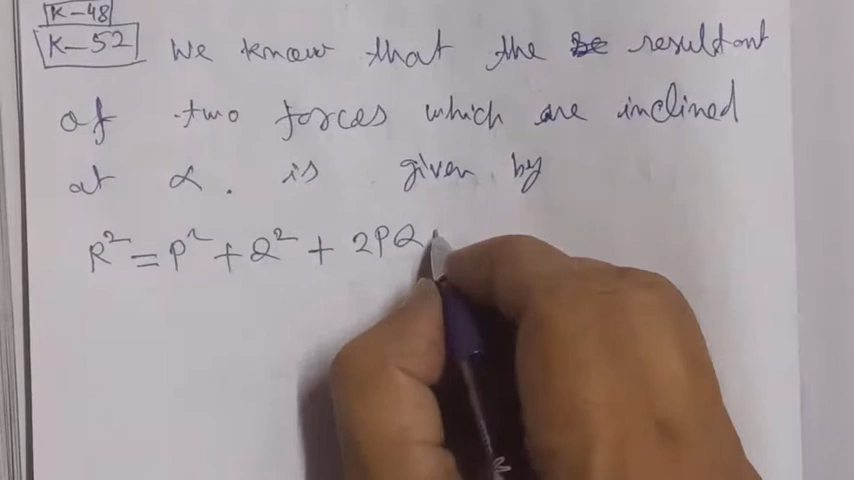 K-48
K-52 We know that the resultant
of two forces which are inclined
at α. is given by
R² = P² + Q² + 2PQ